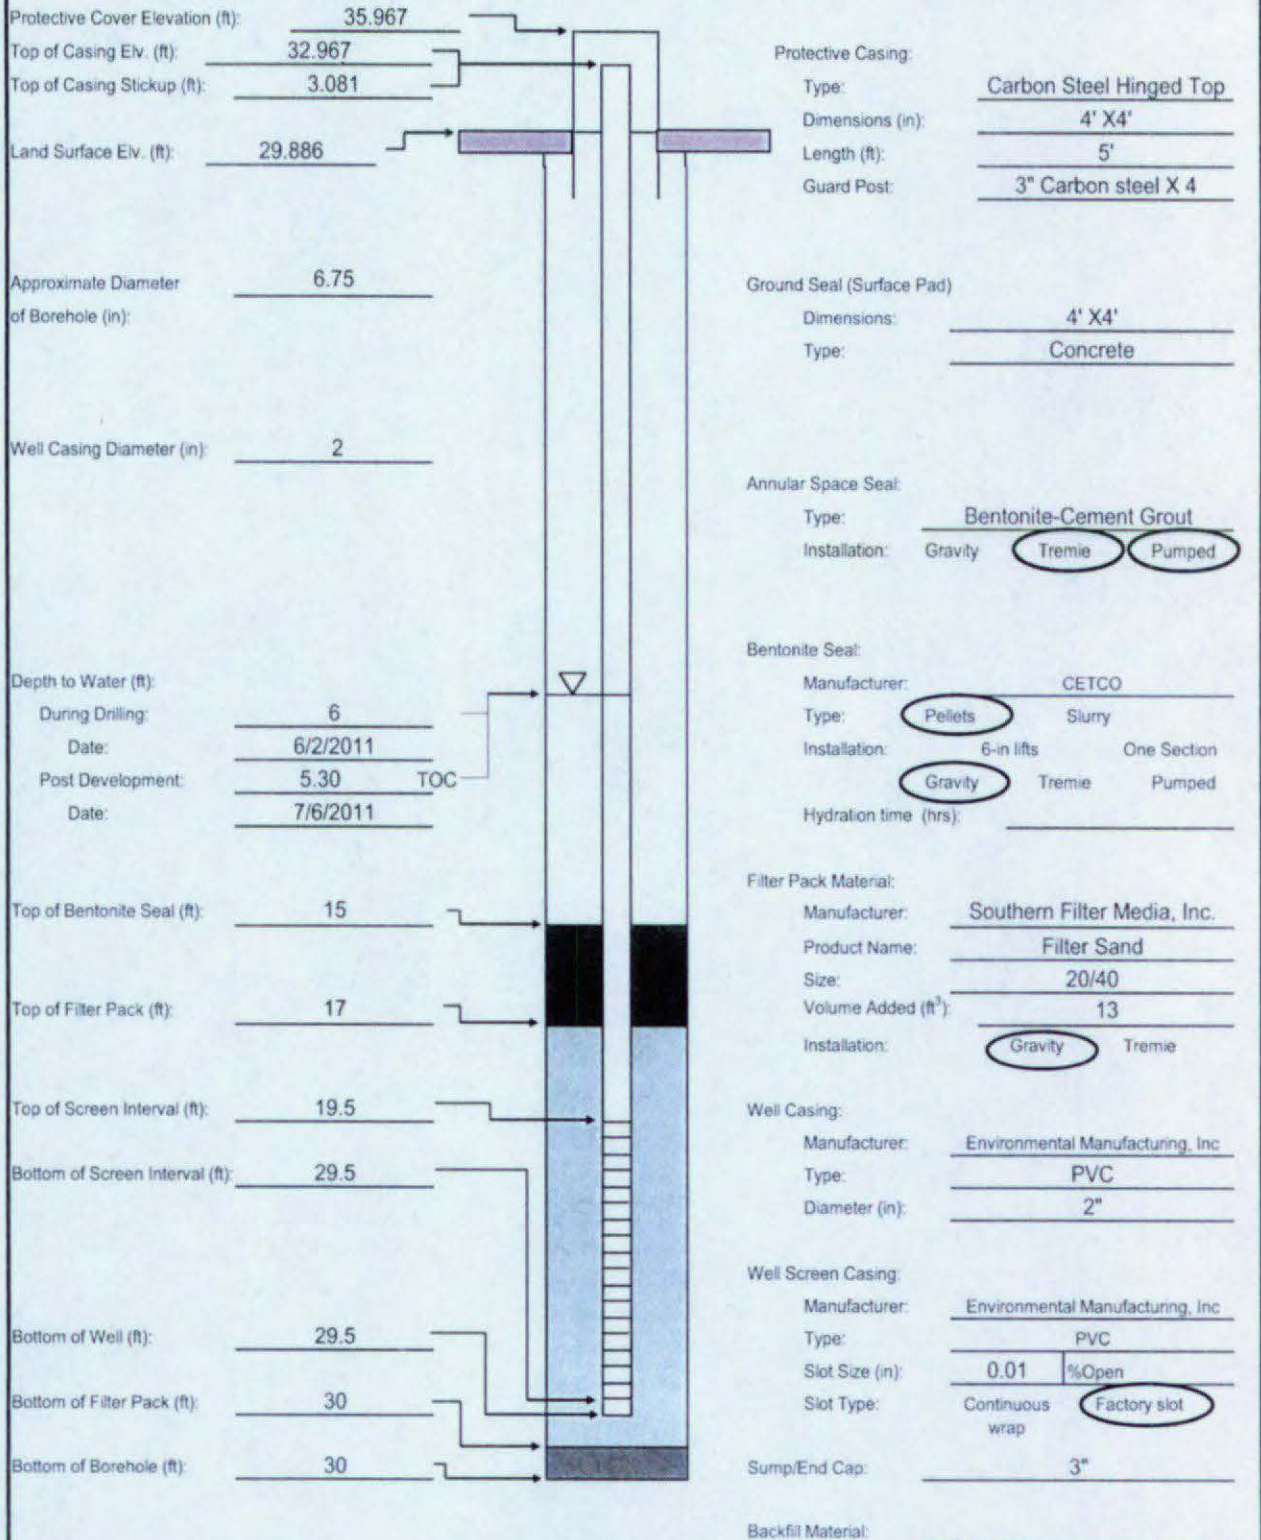 Protective Cover Elevation (ft): 35.967
Top of Casing Elv. (ft): 32.967
Top of Casing Stickup (ft): 3.081
Land Surface Elv. (ft): 29.886
Approximate Diameter 6.75
of Borehole (in):
Well Casing Diameter (in): 2
Depth to Water (ft):
During Drilling: 6
Date: 6/2/2011
Post Development: 5.30 TOC
Date: 7/6/2011
Top of Bentonite Seal (ft): 15
Top of Filter Pack (ft): 17
Top of Screen Interval (ft): 19.5
Bottom of Screen Interval (ft): 29.5
Bottom of Well (ft): 29.5
Bottom of Filter Pack (ft): 30
Bottom of Borehole (ft): 30
Protective Casing:
Type: Carbon Steel Hinged Top
Dimensions (in): 4' X4'
Length (ft): 5'
Guard Post: 3" Carbon steel X 4
Ground Seal (Surface Pad)
Dimensions: 4' X4'
Type: Concrete
Annular Space Seal:
Type: Bentonite-Cement Grout
Installation: Gravity Tremie Pumped
Bentonite Seal:
Manufacturer: CETCO
Type: Pellets Slurry
Installation: 6-in lifts One Section
Gravity Tremie Pumped
Hydration time (hrs):
Filter Pack Material:
Manufacturer: Southern Filter Media, Inc.
Product Name: Filter Sand
Size: 20/40
Volume Added (ft³): 13
Installation: Gravity Tremie
Well Casing:
Manufacturer: Environmental Manufacturing, Inc
Type: PVC
Diameter (in): 2"
Well Screen Casing:
Manufacturer: Environmental Manufacturing, Inc
Type: PVC
Slot Size (in): 0.01 %Open
Slot Type: Continuous Factory slot
wrap
Sump/End Cap: 3"
Backfill Material: